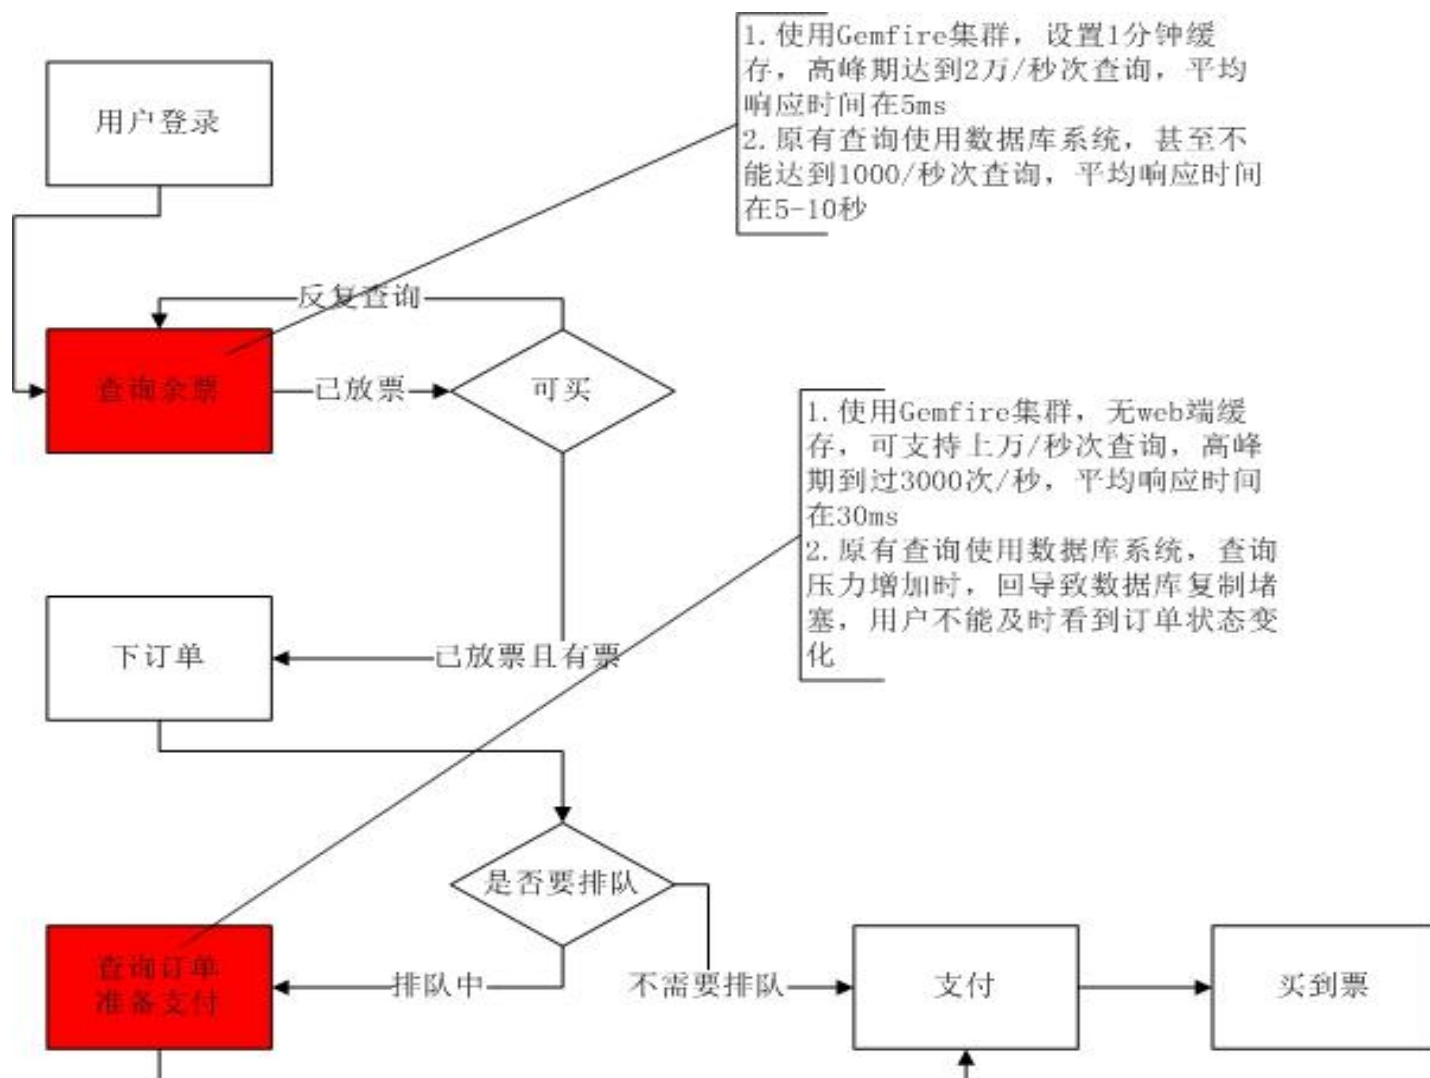 1.使用Gemfire集群，设置1分钟缓
存，高峰期达到2万/秒次查询，平均
响应时间在5ms
2.原有查询使用数据库系统，甚至不
能达到1000/秒次查询，平均响应时间
在5-10秒
用户登录
反复查询
查询余票
已放票
可买
1.使用Gemfire集群，无web端缓
存，可支持上万/秒次查询，高峰
期到过3000次/秒，平均响应时间
在30ms
2.原有查询使用数据库系统，查询
压力增加时，回导致数据库复制堵
塞，用户不能及时看到订单状态变
化
下订单
已放票且有票
是否要排队
查询订单
准备支付
排队中
不需要排队
支付
买到票